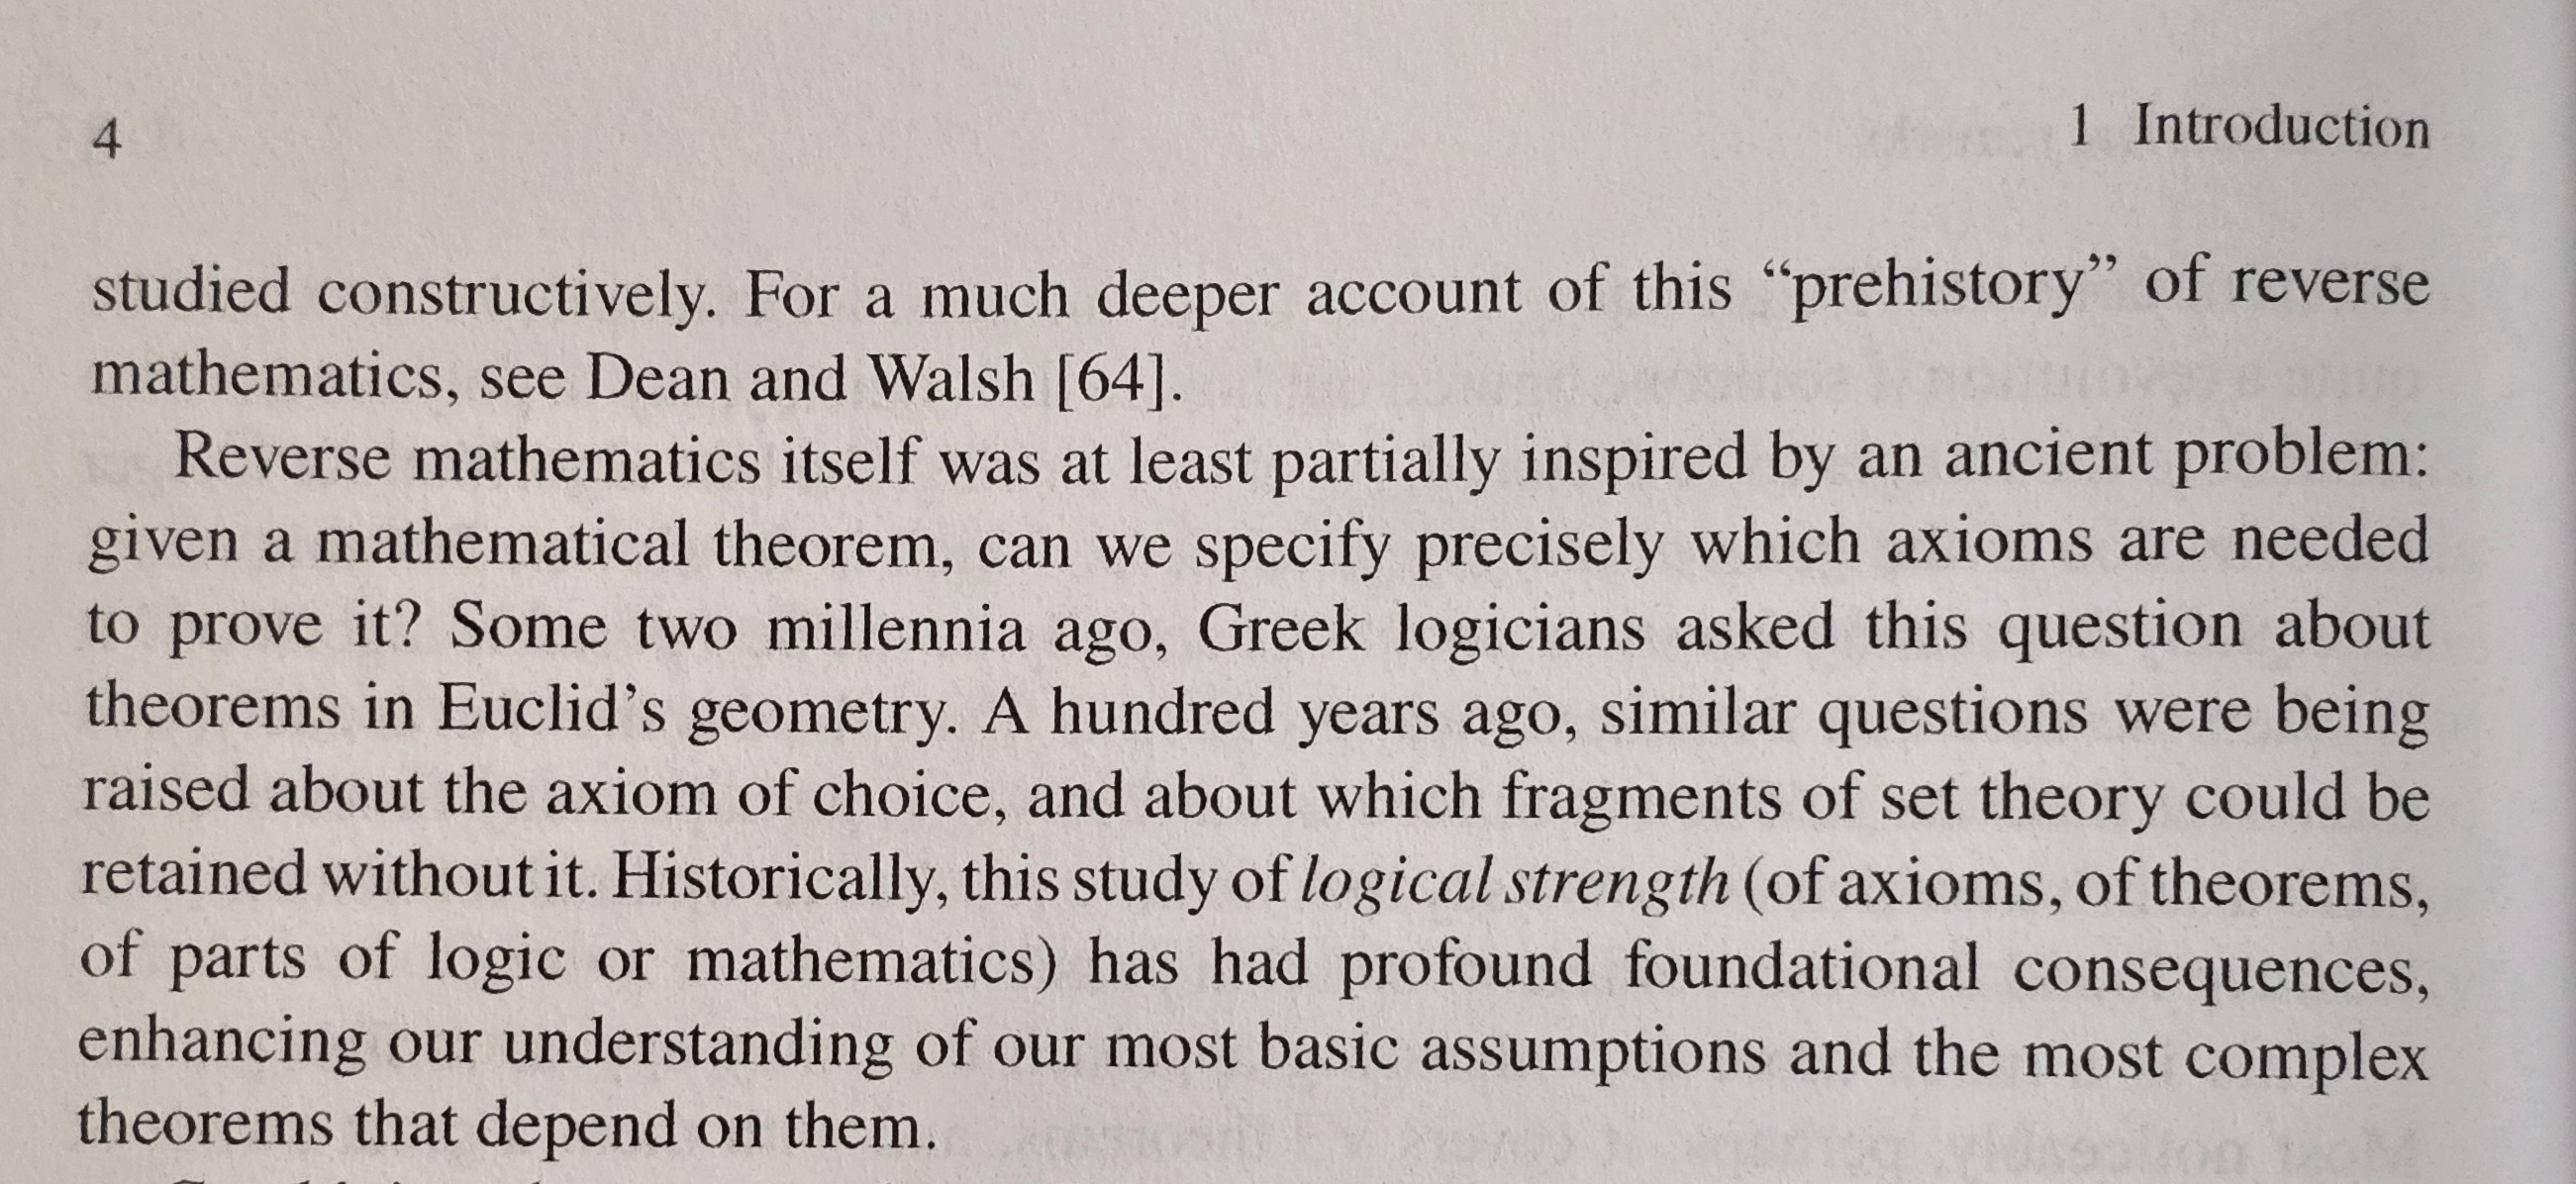 4
1 Introduction
studied constructively. For a much deeper account of this “prehistory” of reverse
mathematics, see Dean and Walsh [64].
Reverse mathematics itself was at least partially inspired by an ancient problem:
given a mathematical theorem, can we specify precisely which axioms are needed
to prove it? Some two millennia ago, Greek logicians asked this question about
theorems in Euclid’s geometry. A hundred years ago, similar questions were being
raised about the axiom of choice, and about which fragments of set theory could be
retained without it. Historically, this study of logical strength (of axioms, of theorems,
of parts of logic or mathematics) has had profound foundational consequences,
enhancing our understanding of our most basic assumptions and the most complex
theorems that depend on them.